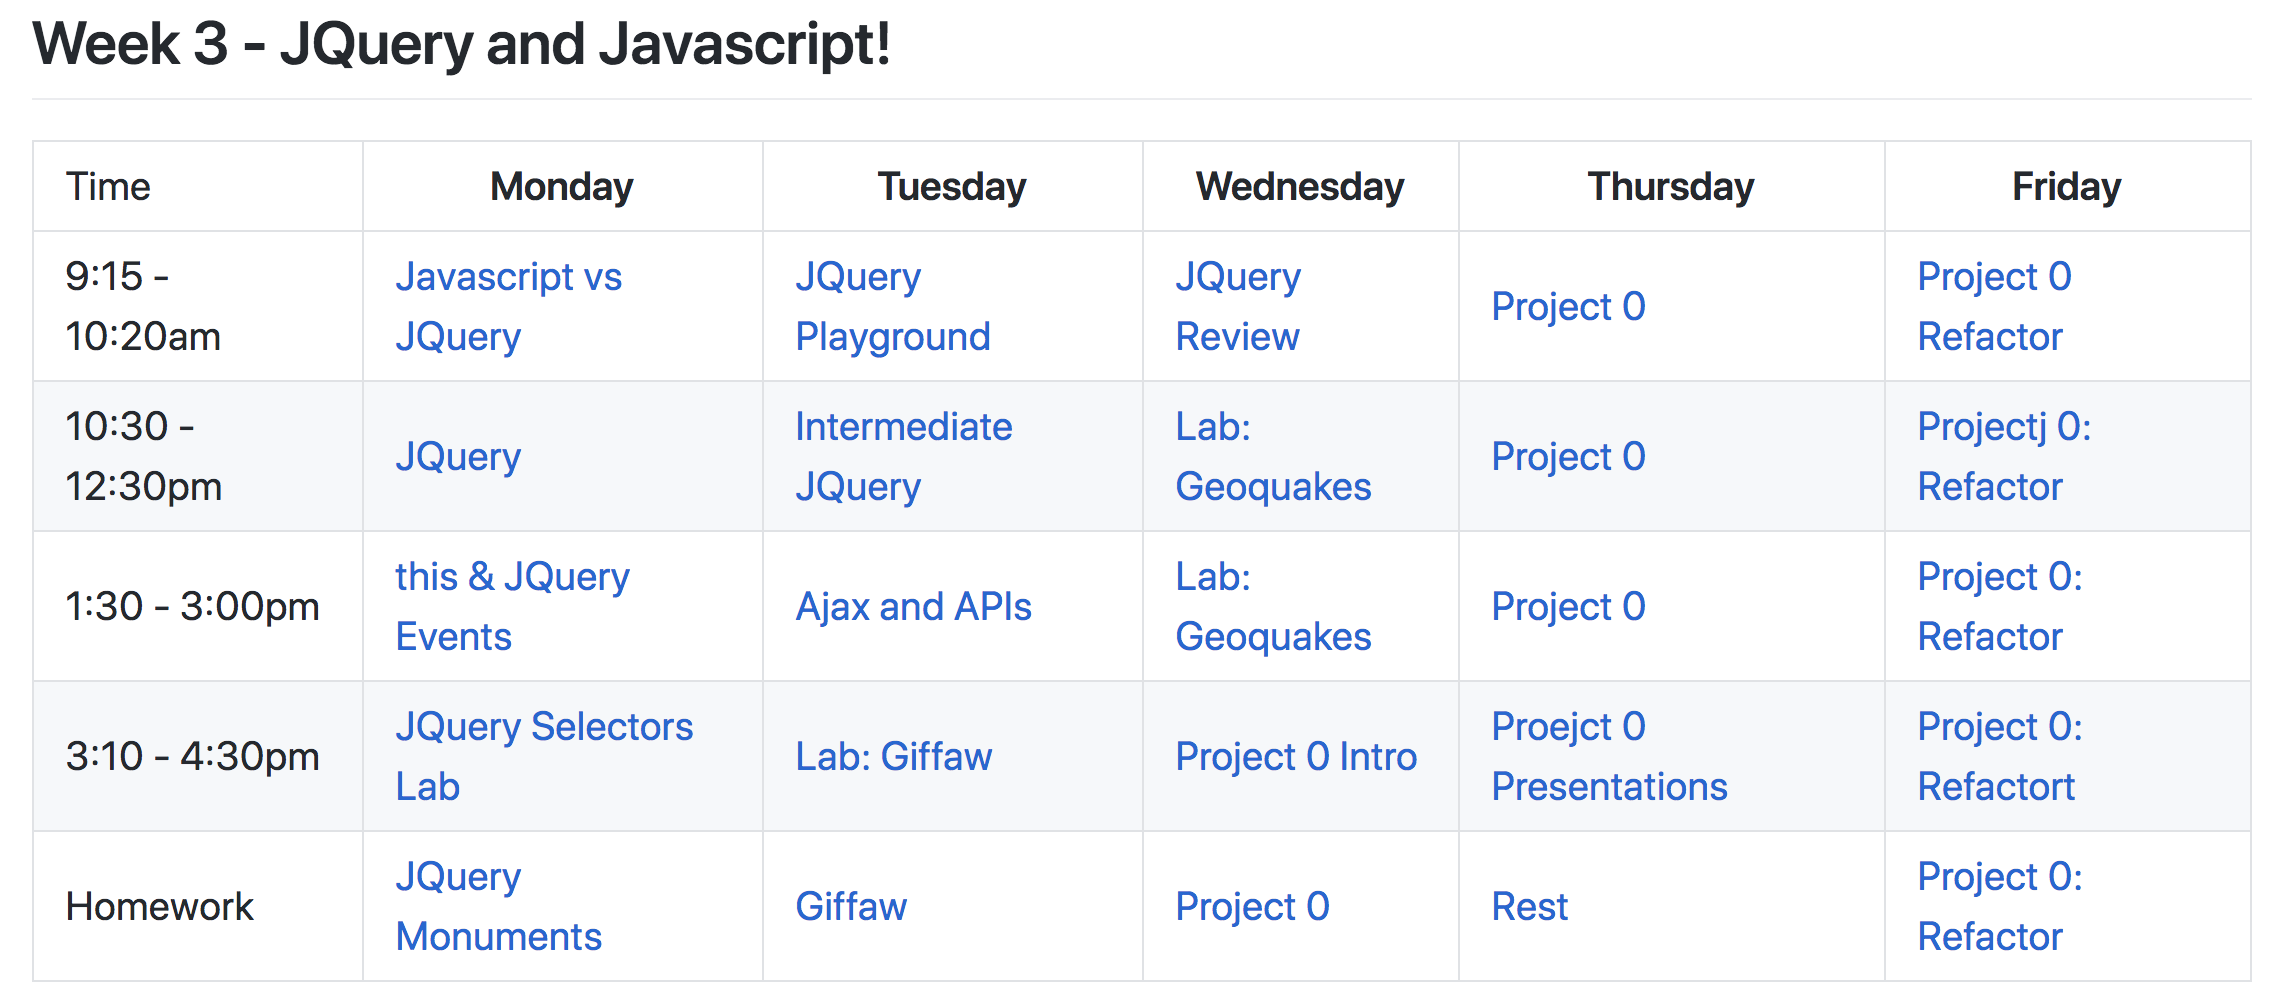 Week 3 - JQuery and Javascript!
Time Monday Tuesday Wednesday Thursday Friday
9:15 -
10:20am
Javascript vs
JQuery
JQuery
Playground
JQuery
Review
Project 0
Project 0
Refactor
10:30 -
12:30pm
JQuery
Intermediate
JQuery
Lab:
Geoquakes
Project 0
Projectj 0:
Refactor
1:30 - 3:00pm
this & JQuery
Events
Ajax and APIs
Lab:
Geoquakes
Project 0
Project 0:
Refactor
3:10 - 4:30pm
JQuery Selectors
Lab
Lab: Giffaw
Project 0 Intro
Proejct 0
Presentations
Project 0:
Refactort
Homework
JQuery
Monuments
Giffaw
Project 0
Rest
Project 0:
Refactor